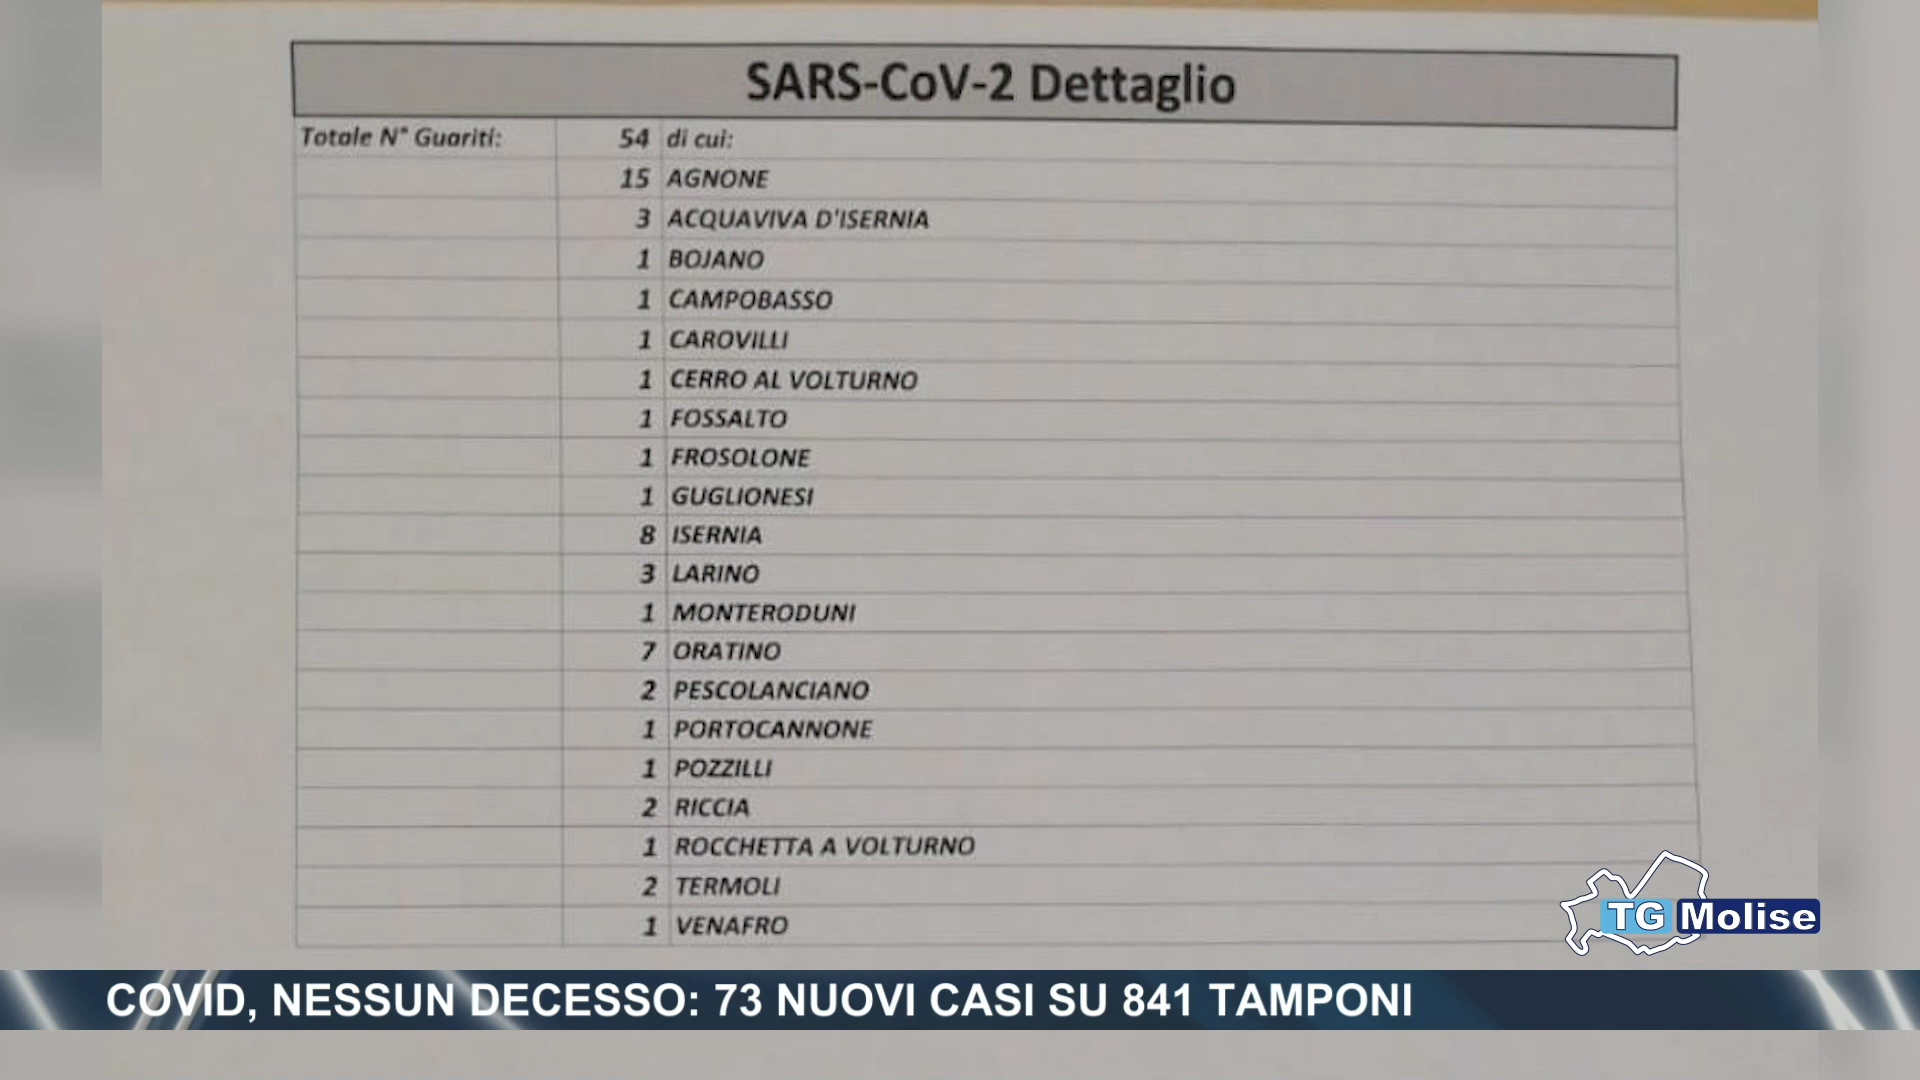 SARS-CoV-2 Dettaglio
Totale N° Guariti: 54 di cui:
15 AGNONE
3 ACQUAVIVA D'ISERNIA
1 BOJANO
1 CAMPOBASSO
1 CAROVILLI
1 CERRO AL VOLTURNO
1 FOSSALTO
1 FROSOLONE
1 GUGLIONESI
8 ISERNIA
3 LARINO
1 MONTERODUNI
7 ORATINO
2 PESCOLANCIANO
1 PORTOCANNONE
1 POZZILLI
2 RICCIA
1 ROCCHETTA A VOLTURNO
2 TERMOLI
1 VENAFRO
TG Molise
COVID, NESSUN DECESSO: 73 NUOVI CASI SU 841 TAMPONI